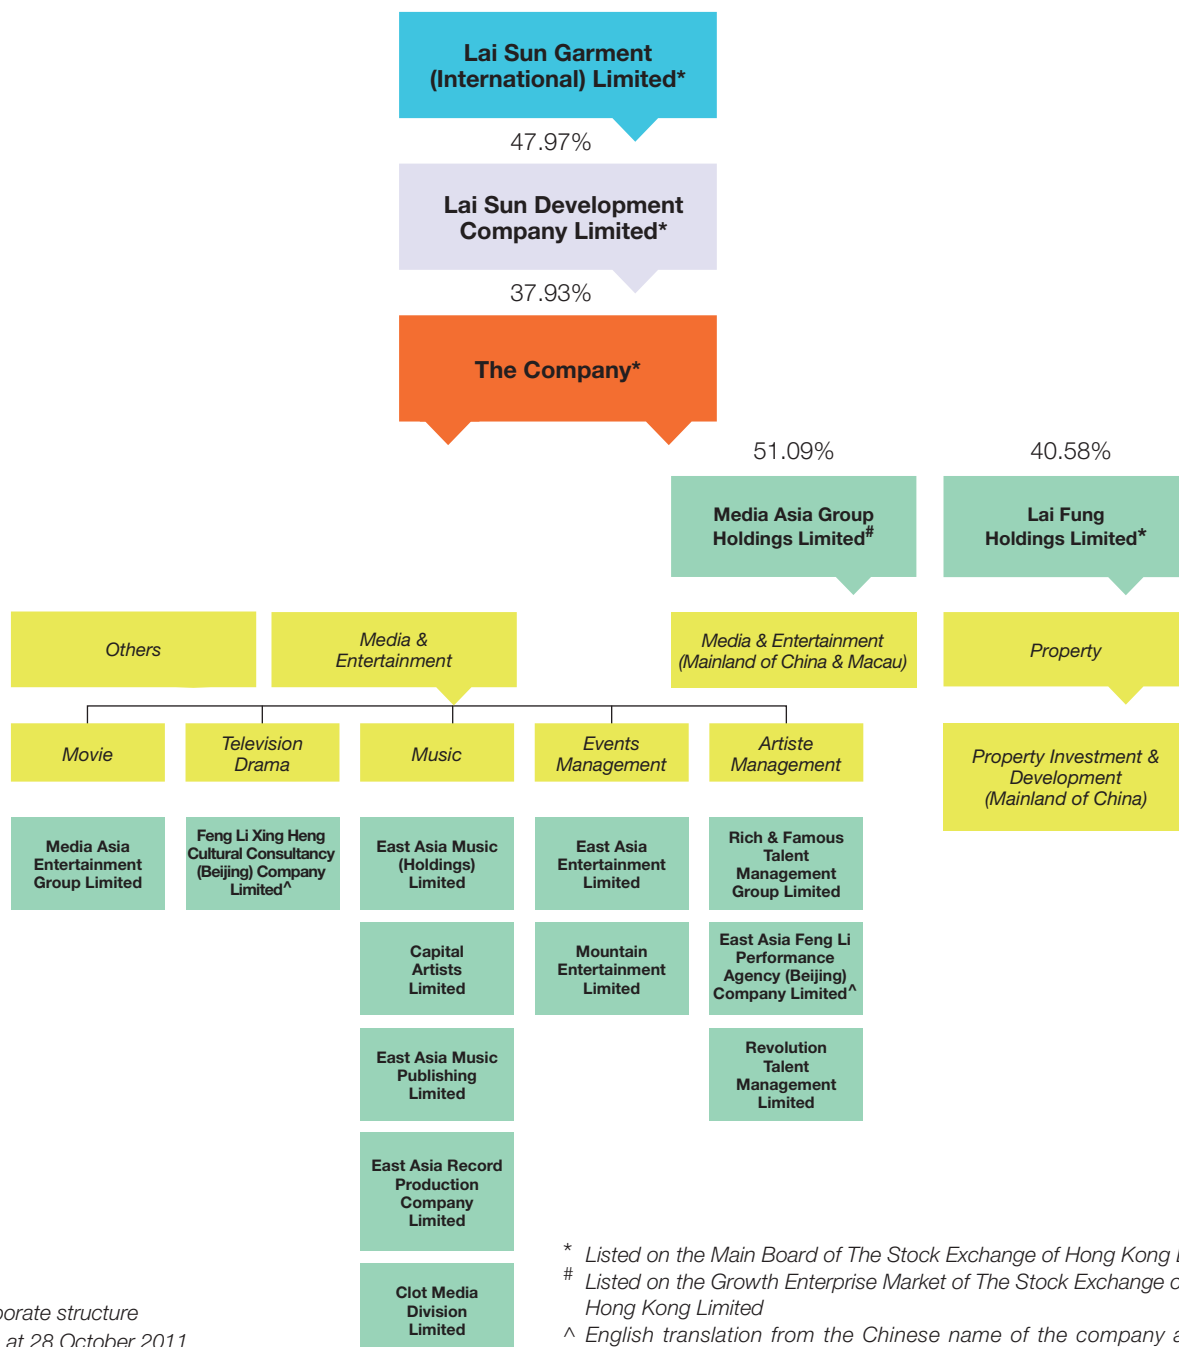 Lai Sun Garment
(International) Limited*
47.97%
Lai Sun Development
Company Limited*
37.93%
The Company*
51.09%
40.58%
Media Asia Group
Holdings Limited#
Lai Fung
Holdings Limited*
Others
Media &
Entertainment
Media & Entertainment
(Mainland of China & Macau)
Property
Movie
Television
Drama
Music
Events
Management
Artiste
Management
Property Investment &
Development
(Mainland of China)
Media Asia
Entertainment
Group Limited
Feng Li Xing Heng
Cultural Consultancy
(Beijing) Company
Limited^
East Asia Music
(Holdings)
Limited
East Asia
Entertainment
Limited
Rich & Famous
Talent
Management
Group Limited
Capital
Artists
Limited
Mountain
Entertainment
Limited
East Asia Feng Li
Performance
Agency (Beijing)
Company Limited^
East Asia Music
Publishing
Limited
Revolution
Talent
Management
Limited
East Asia Record
Production
Company
Limited
Clot Media
Division
Limited
* Listed on the Main Board of The Stock Exchange of Hong Kong
# Listed on the Growth Enterprise Market of The Stock Exchange
Hong Kong Limited
^ English translation from the Chinese name of the company
structure
at 28 October 2011